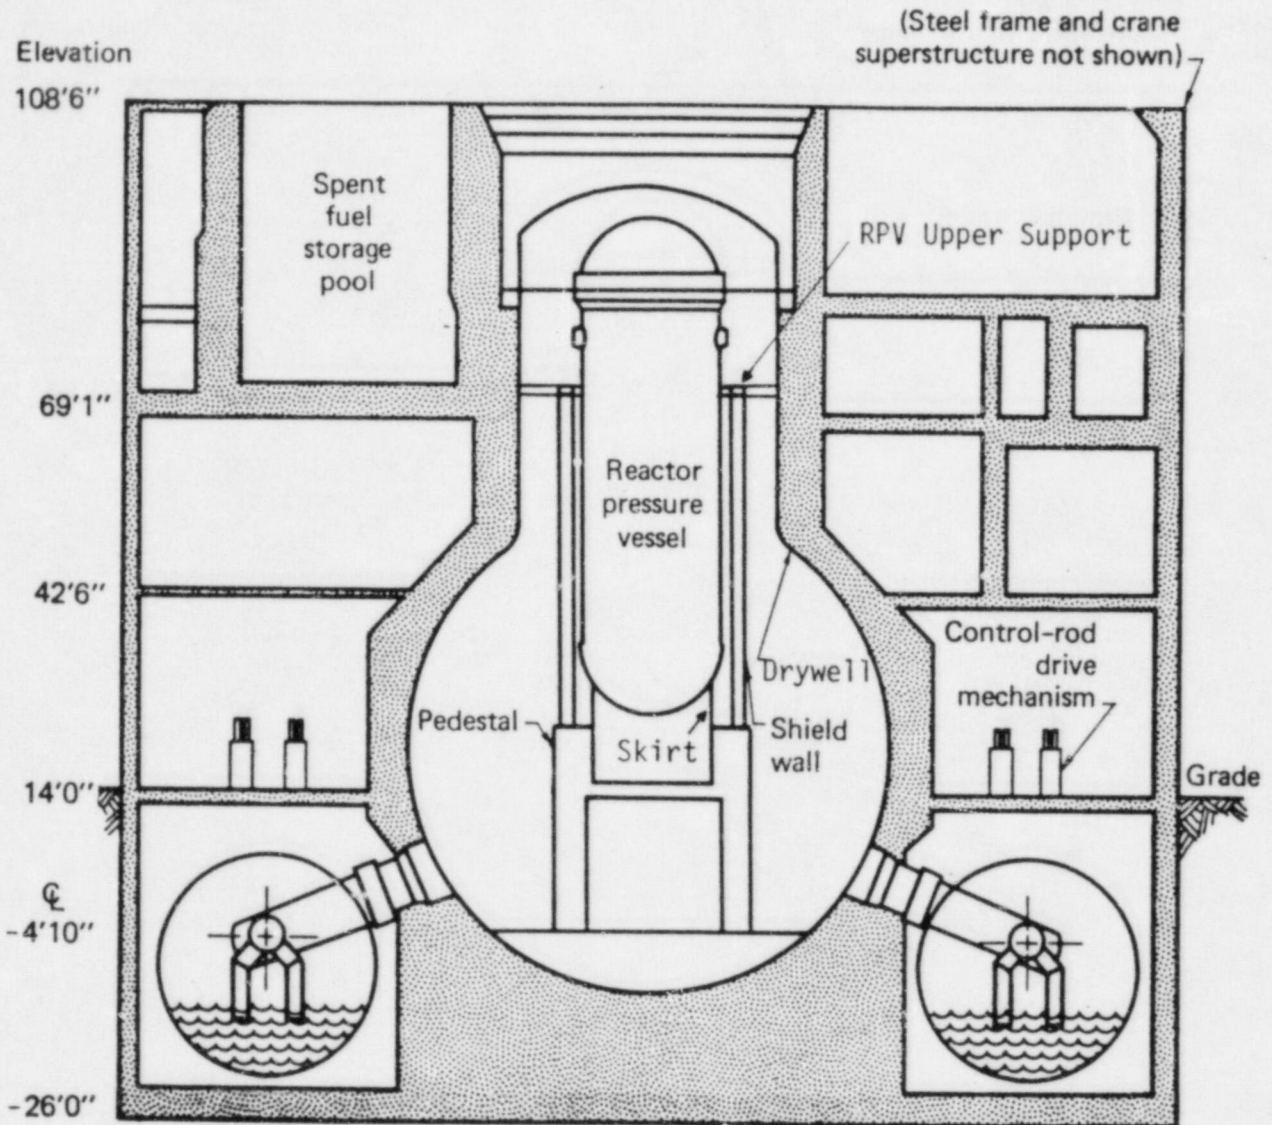 (Steel frame and crane
superstructure not shown)
Elevation
108'6"
Spent
fuel
storage
pool
RPV Upper Support
69'1"
Reactor
pressure
vessel
42'6"
Control-rod
drive
mechanism
Drywell
Pedestal
Skirt
Shield
wall
14'0"
Grade
℄
-4'10"
-26'0"